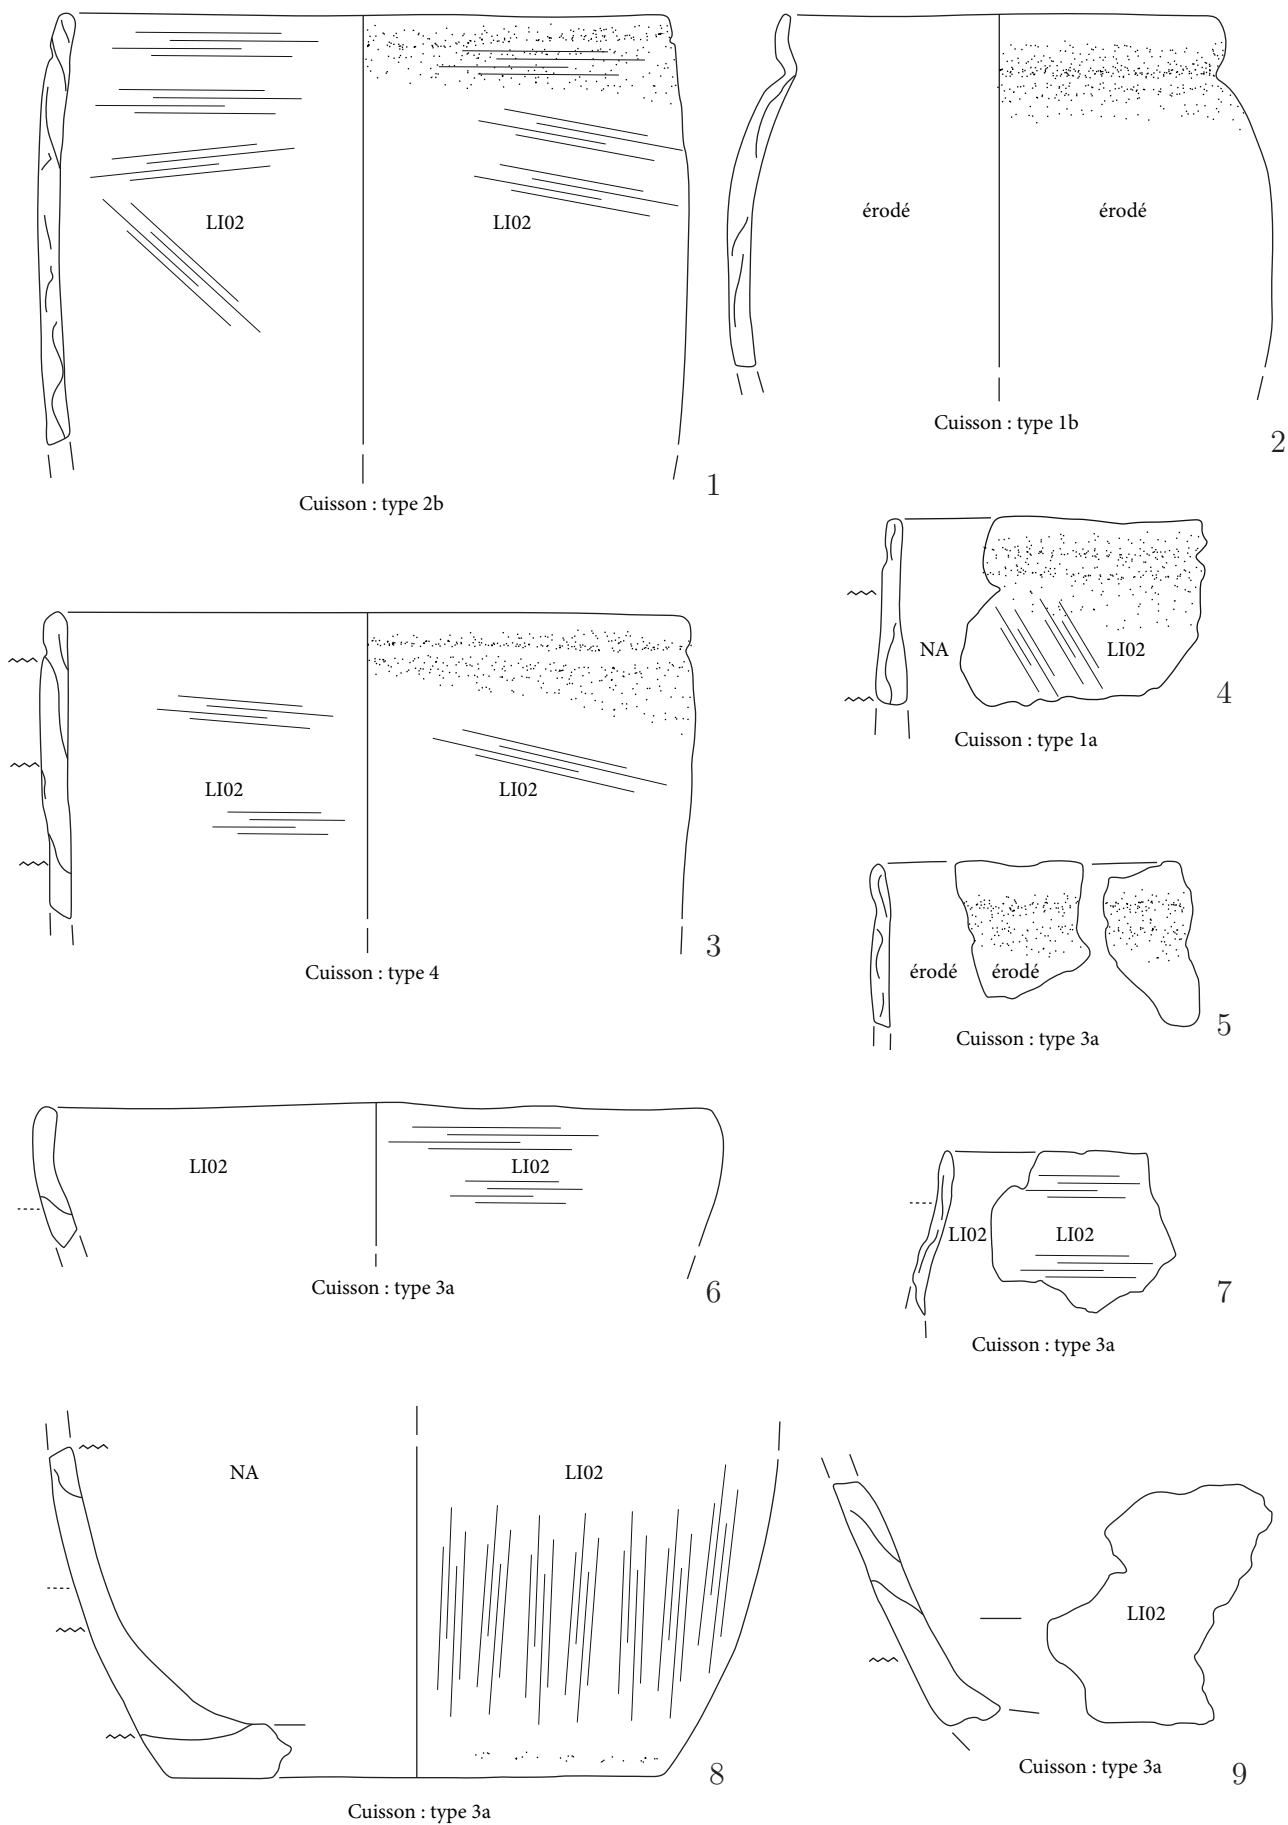 LI02
LI02
Cuisson : type 2b
1
érodé
érodé
Cuisson : type 1b
2
LI02
LI02
Cuisson : type 4
3
NA
LI02
Cuisson : type 1a
4
érodé
érodé
Cuisson : type 3a
5
LI02
LI02
Cuisson : type 3a
6
LI02
LI02
Cuisson : type 3a
7
NA
LI02
Cuisson : type 3a
8
LI02
Cuisson : type 3a
9